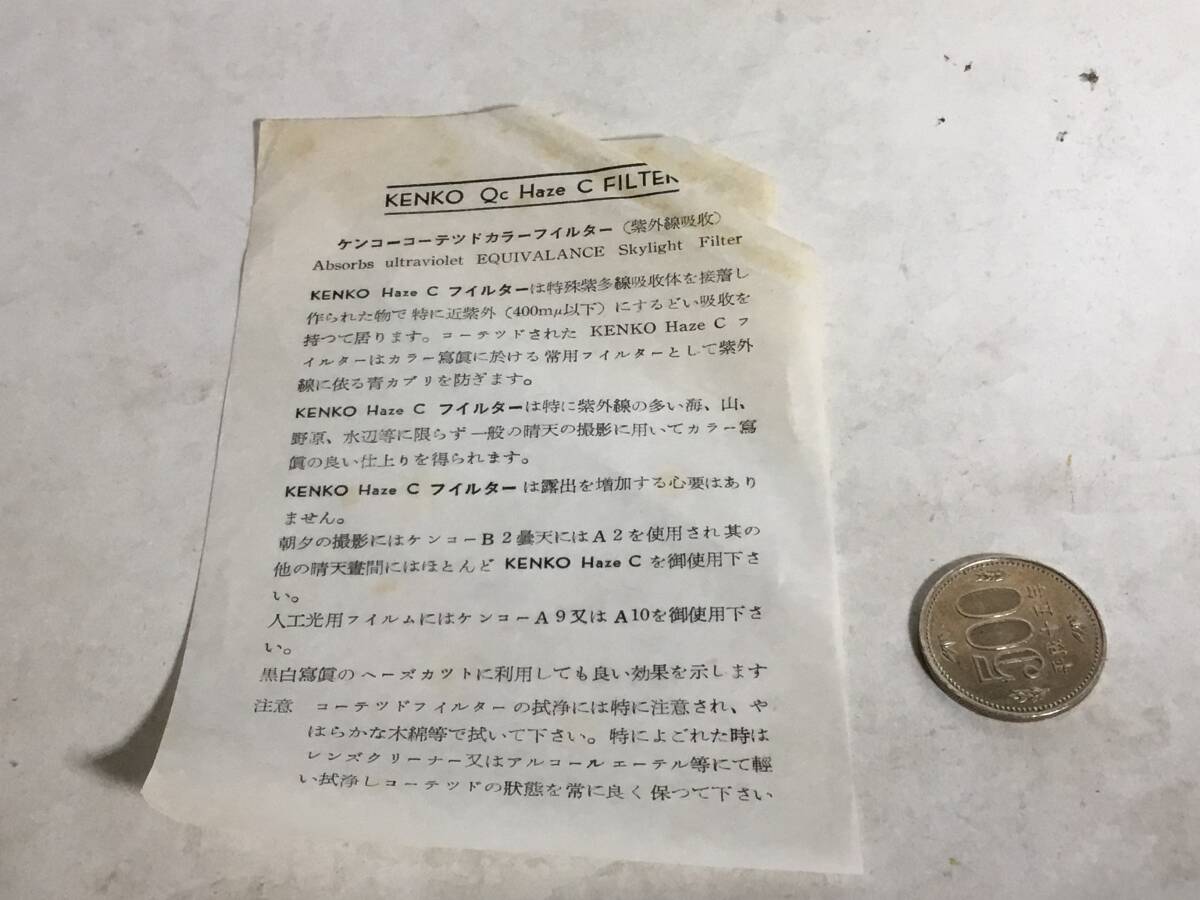 KENKO Qc Haze C FILTER
ケンコーコーテツドカラーフイルター(紫外線吸收)
Absorbs ultraviolet EQUIVALANCE Skylight Filter
KENKO Haze C フイルターは特殊紫多線吸收体を接着し
作られた物で特に近紫外(400mμ以下)にするどい吸收を
持つて居ります。コーテツドされた KENKO Haze C フ
イルターはカラー寫眞に於ける常用フイルターとして紫外
線に依る青カブリを防ぎます。
KENKO Haze C フイルターは特に紫外線の多い海、山、
野原、水辺等に限らず一般の晴天の撮影に用いてカラー寫
眞の良い仕上りを得られます。
KENKO Haze C フイルターは露出を増加する心要はあり
ません。
朝夕の撮影にはケンコーB2曇天にはA2を使用され其の
他の晴天晝間にはほとんど KENKO Haze C を御使用下さ
い。
人工光用フイルムにはケンコーA9又はA10を御使用下さ
い。
黒白寫眞のヘーズカツトに利用しても良い効果を示します
注意 コーテツドフイルターの拭浄には特に注意され、や
はらかな木綿等で拭いて下さい。特によごれた時は
レンズクリーナー又はアルコールエーテル等にて輕
い拭浄しコーテツドの狀態を常に良く保つて下さい
500